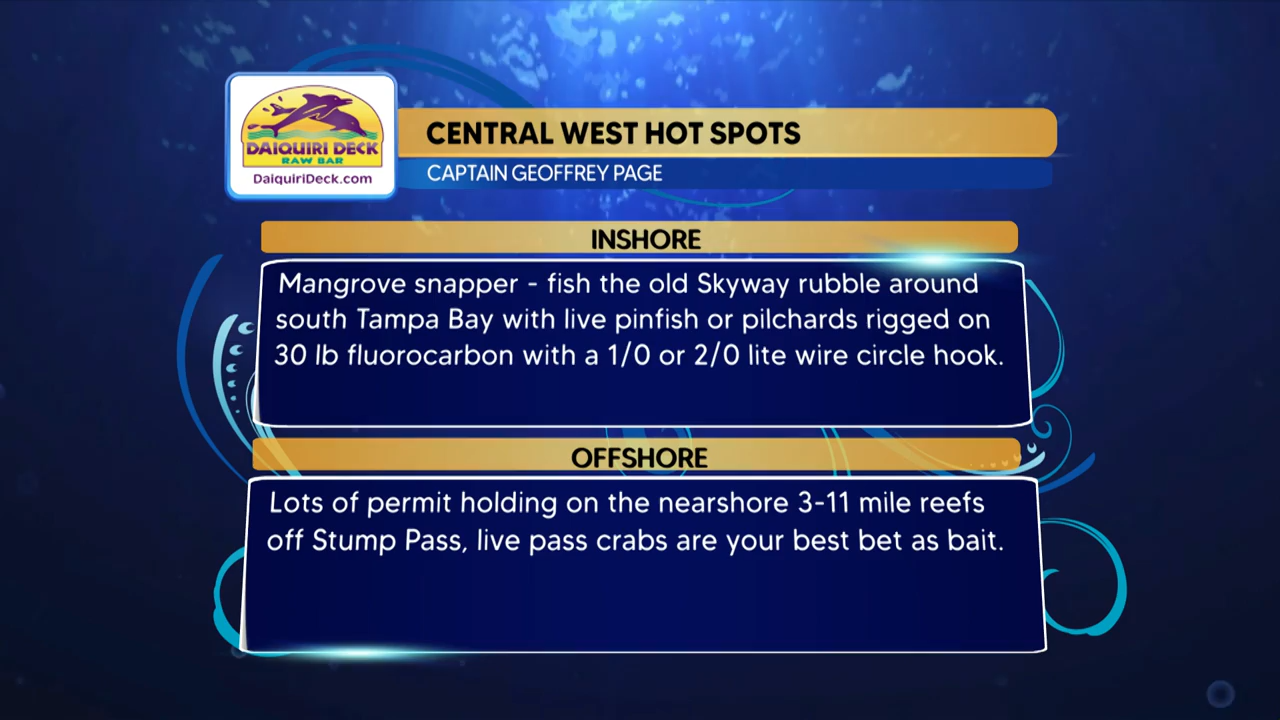 DAIQUIRI DECK
RAW BAR
DaiquiriDeck.com
CENTRAL WEST HOT SPOTS
CAPTAIN GEOFFREY PAGE
INSHORE
Mangrove snapper - fish the old Skyway rubble around
south Tampa Bay with live pinfish or pilchards rigged on
30 lb fluorocarbon with a 1/0 or 2/0 lite wire circle hook.
OFFSHORE
Lots of permit holding on the nearshore 3-11 mile reefs
off Stump Pass, live pass crabs are your best bet as bait.